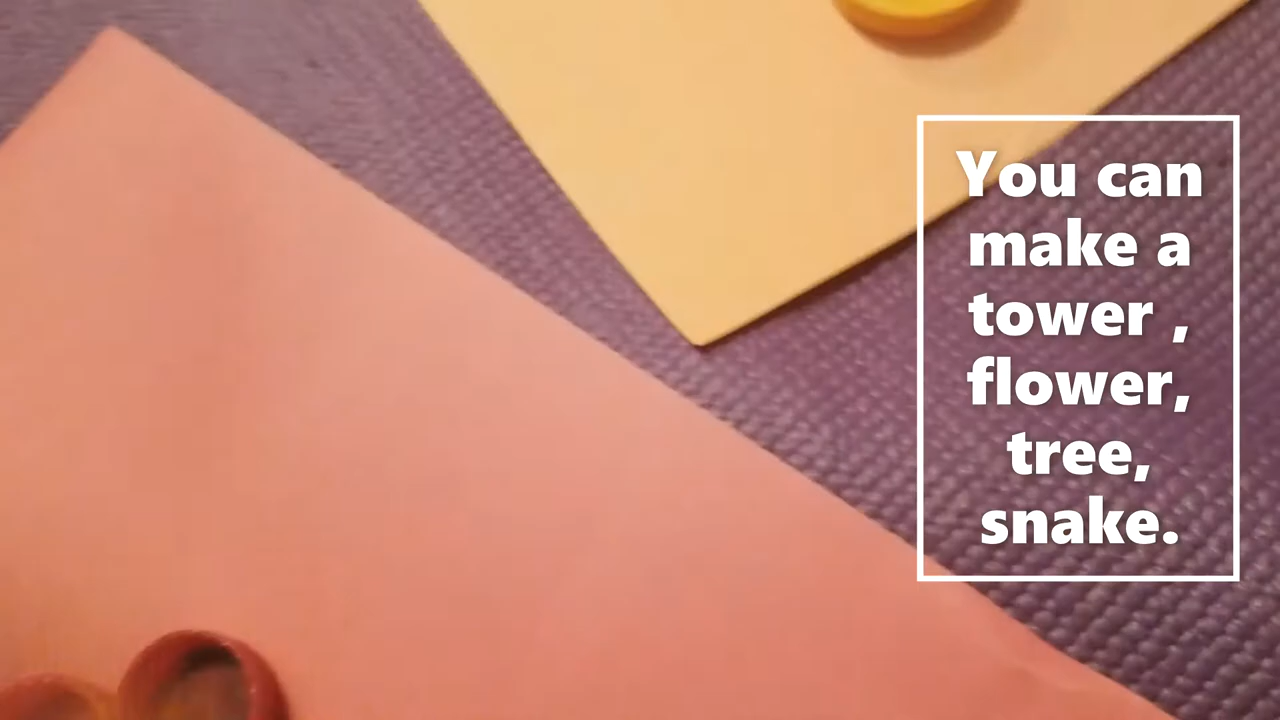 You can
make a
tower ,
flower,
tree,
snake.